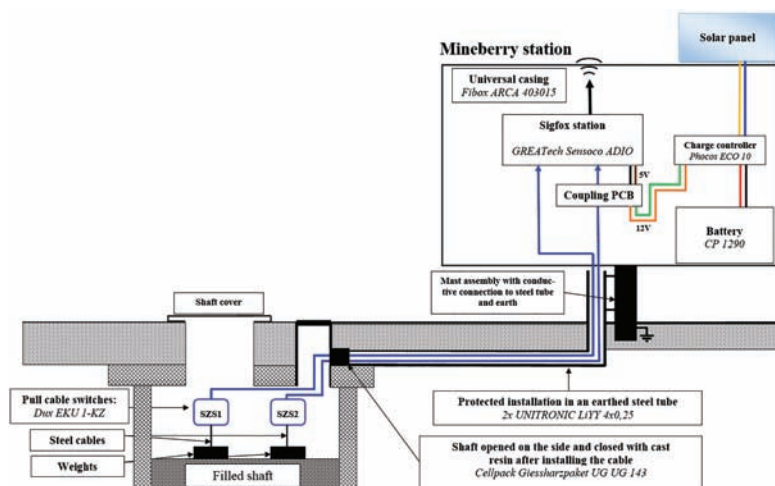 Solar panel
Mineberry station
Universal casing
Fibox ARCA 403015
Sigfox station
GREATech Sensoco ADIO
Charge controller
Phocos ECO 10
5V
Coupling PCB
12V
Battery
CP 1290
Mast assembly with conduc-
tive connection to steel tube
and earth
Shaft cover
Pull cable switches:
Dux EKU 1-KZ
SZS1
SZS2
Steel cables
Weights
Filled shaft
Protected installation in an earthed steel tube
2x UNITRONIC LiYY 4x0,25
Shaft opened on the side and closed with cast
resin after installing the cable
Cellpack Giessharzpaket UG UG 143